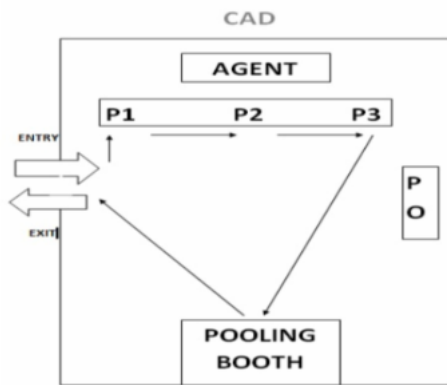 CAD
AGENT
P1 P2 P3
ENTRY
P
O
EXIT
POOLING
BOOTH